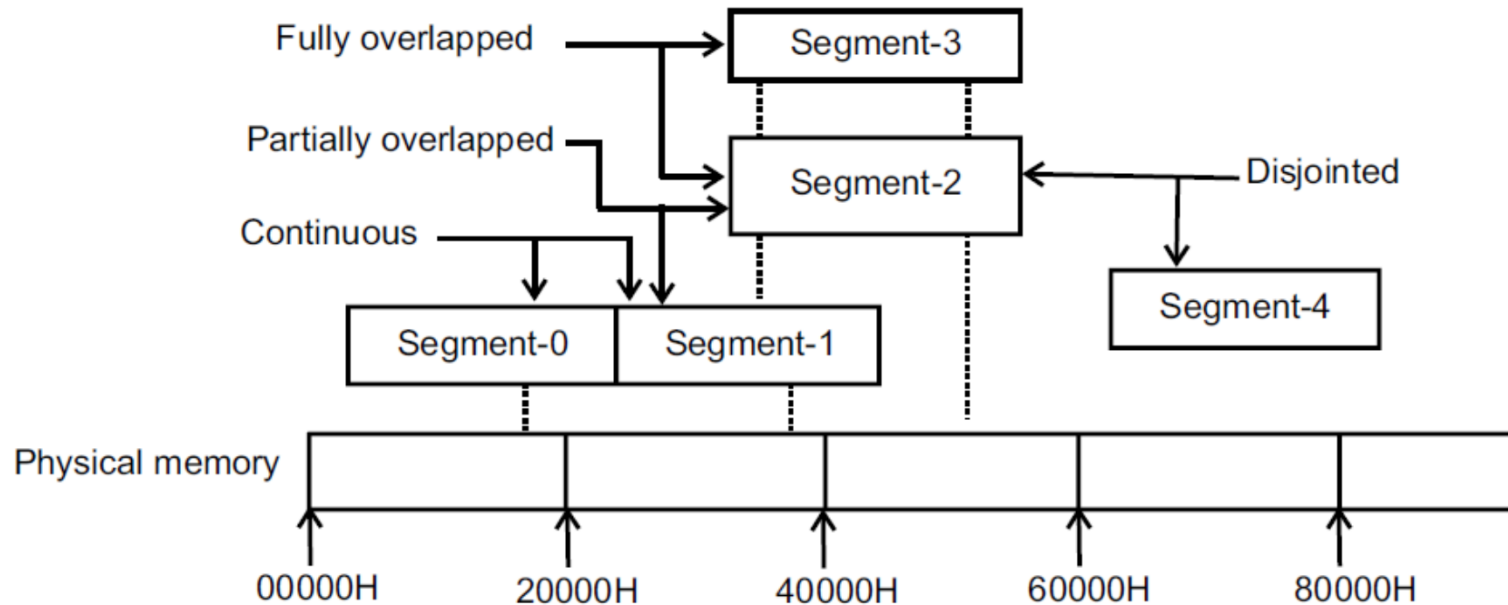 Fully overlapped
Segment-3
Partially overlapped
Segment-2
Disjointed
Continuous
Segment-4
Segment-0
Segment-1
Physical memory
00000H
20000H
40000H
60000H
80000H